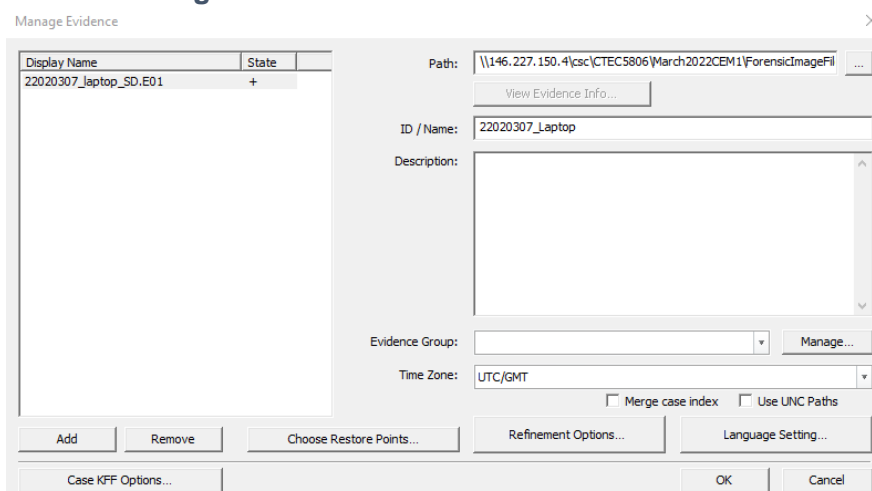 Manage Evidence
Display Name State
22020307_laptop_SD.E01 +
Path: \\146.227.150.4\csc\CTEC5806\March2022CEM1\ForensicImageFil ...
View Evidence Info...
ID / Name: 22020307_Laptop
Description:
Evidence Group: Manage...
Time Zone: UTC/GMT
Merge case index Use UNC Paths
Add Remove Choose Restore Points... Refinement Options... Language Setting...
Case KFF Options... OK Cancel